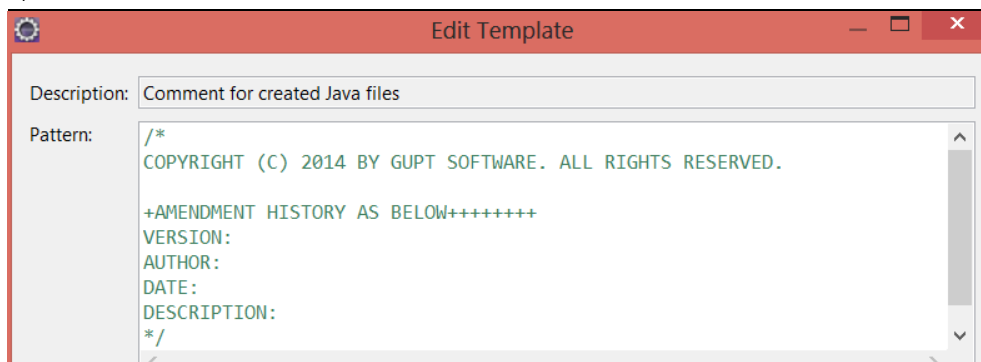 Edit Template
Description: Comment for created Java files
Pattern: /*
COPYRIGHT (C) 2014 BY GUPT SOFTWARE. ALL RIGHTS RESERVED.
+AMENDMENT HISTORY AS BELOW++++++++
VERSION:
AUTHOR:
DATE:
DESCRIPTION:
*/